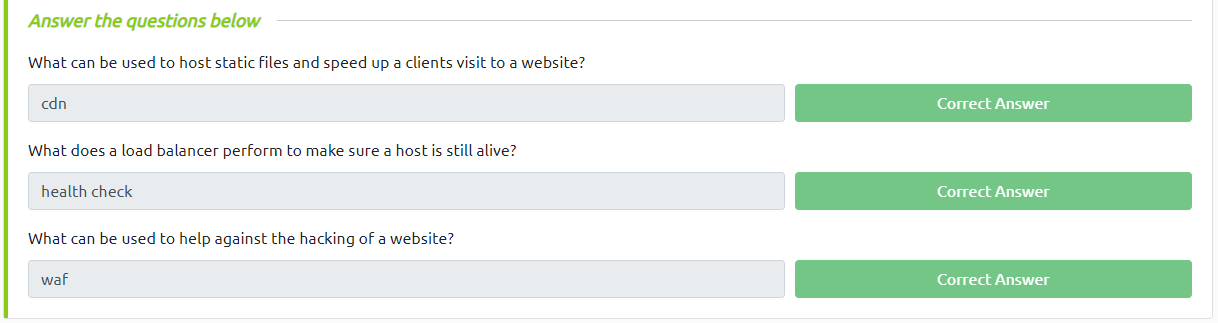 Answer the questions below
What can be used to host static files and speed up a clients visit to a website?
cdn
Correct Answer
What does a load balancer perform to make sure a host is still alive?
health check
Correct Answer
What can be used to help against the hacking of a website?
waf
Correct Answer